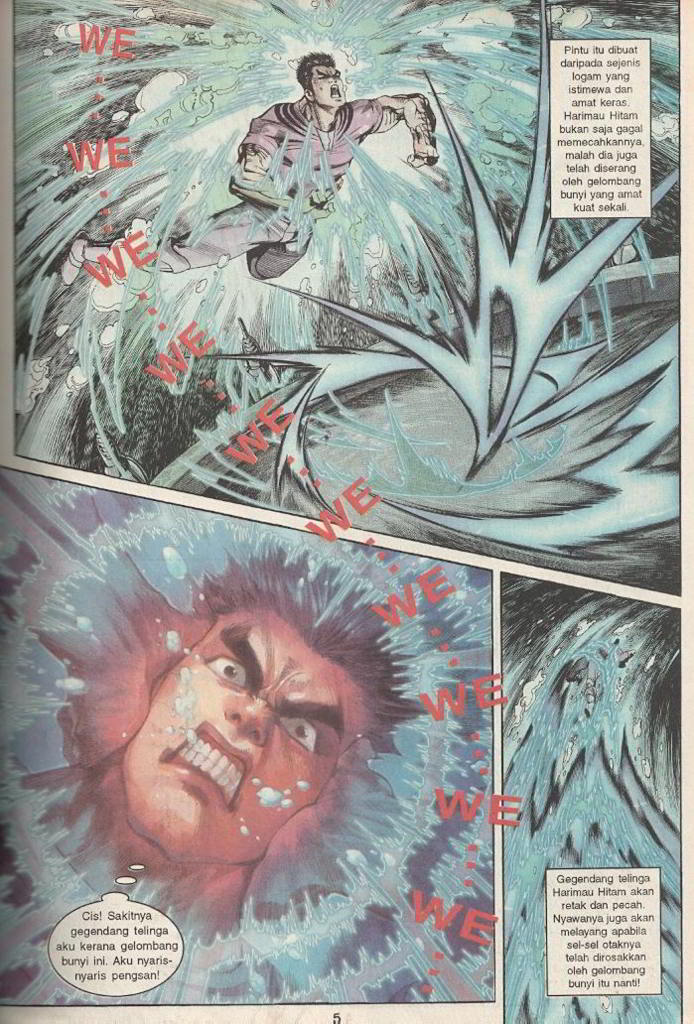 WE
...
WE
...
WE
...
WE
...
WE
...
WE
...
WE
...
WE
...
WE
...
WE
...
Pintu itu dibuat
daripada sejenis
logam yang
istimewa dan
amat keras.
Harimau Hitam
bukan saja gagal
memecahkannya,
malah dia juga
telah diserang
oleh gelombang
bunyi yang amat
kuat sekali.
Cis! Sakitnya
gegendang telinga
aku kerana gelombang
bunyi ini. Aku nyaris-
nyaris pengsan!
Gegendang telinga
Harimau Hitam akan
retak dan pecah.
Nyawanya juga akan
melayang apabila
sel-sel otaknya
telah dirosakkan
oleh gelombang
bunyi itu nanti!
5